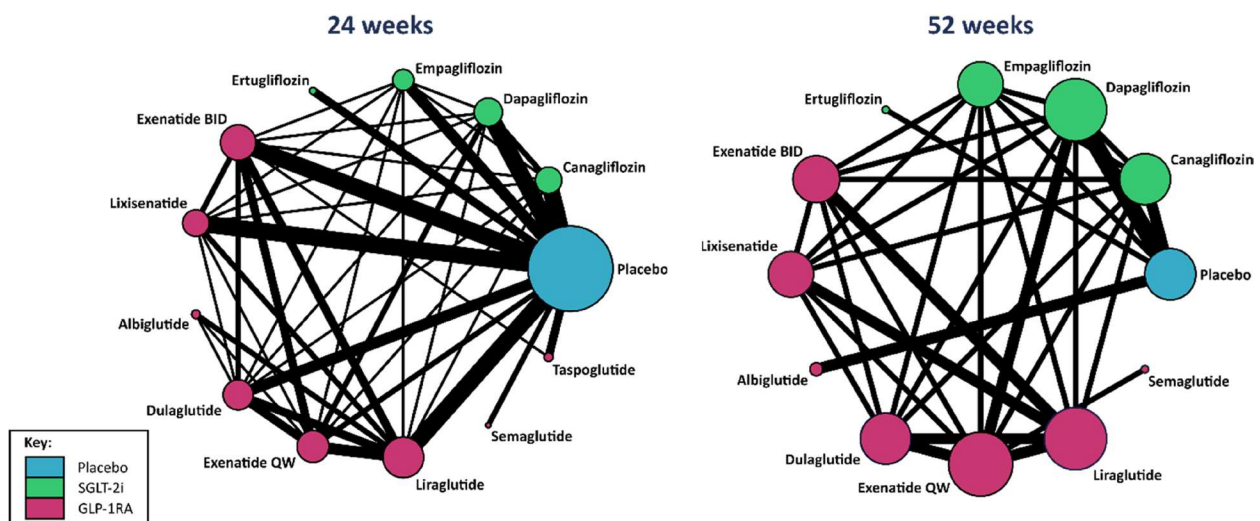 24 weeks
Empagliflozin
Ertugliflozin
Dapagliflozin
Exenatide BID
Canagliflozin
Lixisenatide
Placebo
Albiglutide
Taspoglutide
Dulaglutide
Semaglutide
Exenatide QW
Liraglutide
Key:
Placebo
SGLT-2i
GLP-1RA
52 weeks
Empagliflozin
Dapagliflozin
Ertugliflozin
Exenatide BID
Canagliflozin
Lixisenatide
Placebo
Albiglutide
Semaglutide
Dulaglutide
Liraglutide
Exenatide QW